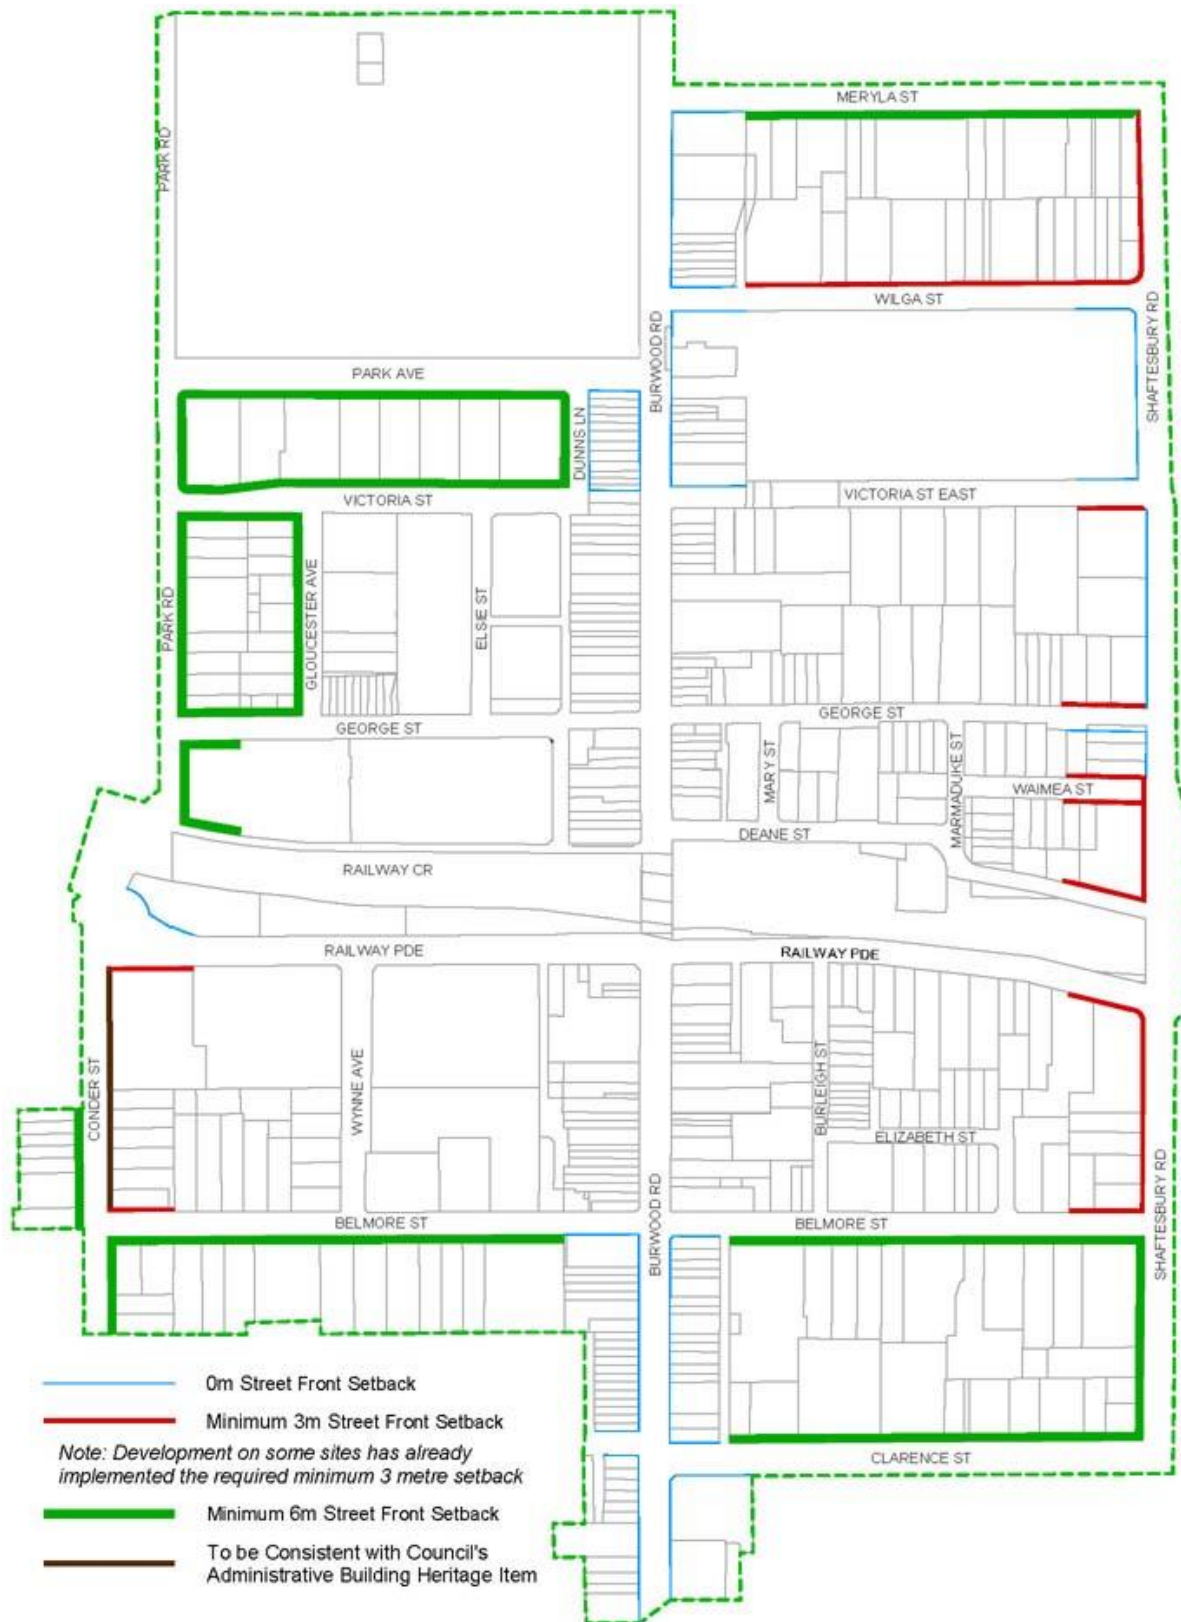 MERYLA ST
PARK RD
WILGA ST
BURWOOD RD
SHAFTESBURY RD
PARK AVE
DUNNS LN
VICTORIA ST
VICTORIA ST EAST
PARK RD
GLOUCESTER AVE
ELSIE ST
GEORGE ST
GEORGE ST
MARY ST
MARMADUKE ST
WAIMEA ST
DEANE ST
RAILWAY CR
RAILWAY PDE
RAILWAY PDE
CONDER ST
WYNNE AVE
BURLEIGH ST
ELIZABETH ST
BURWOOD RD
SHAFTESBURY RD
BELMORE ST
BELMORE ST
CLARENCE ST
0m Street Front Setback
Minimum 3m Street Front Setback
Note: Development on some sites has already
implemented the required minimum 3 metre setback
Minimum 6m Street Front Setback
To be Consistent with Council's
Administrative Building Heritage Item